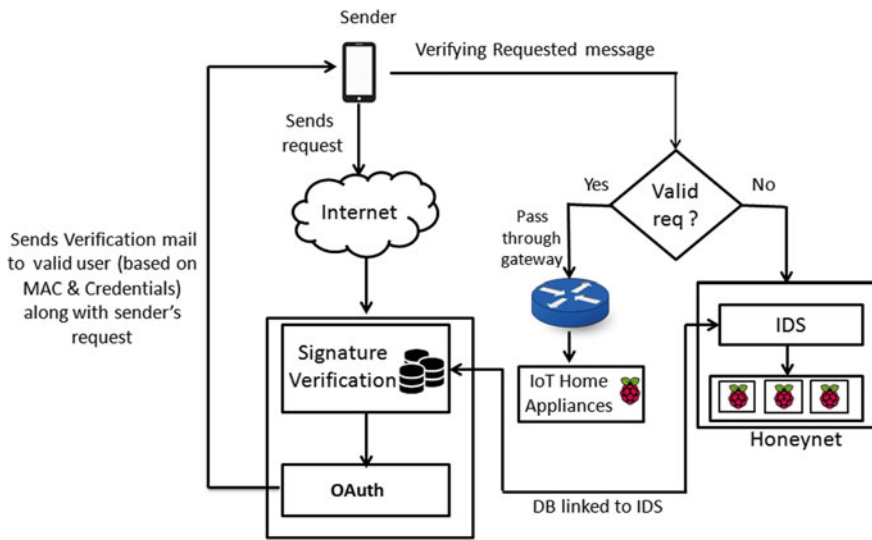 Sender
Verifying Requested message
Sends
request
Internet
Yes
Valid
req ?
No
Pass
through
gateway
Sends Verification mail
to valid user (based on
MAC & Credentials)
along with sender's
request
Signature
Verification
IoT Home
Appliances
IDS
Honeynet
OAuth
DB linked to IDS